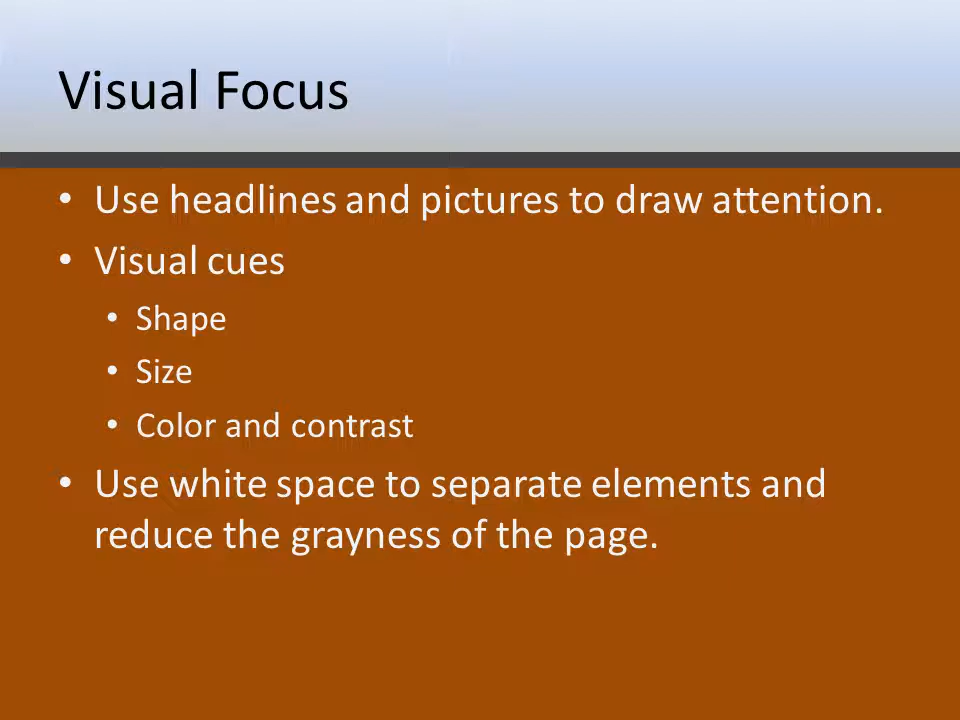 Visual Focus
• Use headlines and pictures to draw attention.
• Visual cues
• Shape
• Size
• Color and contrast
• Use white space to separate elements and
reduce the grayness of the page.